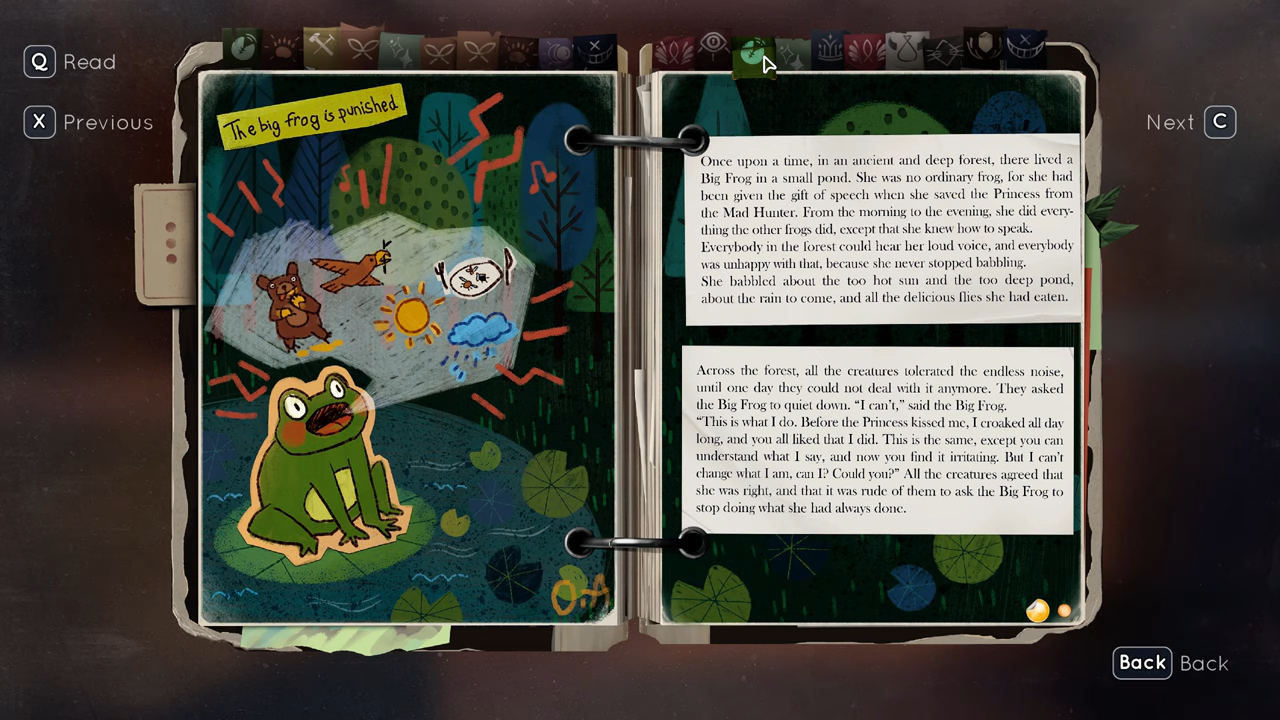 Q Read
X Previous
Next C
The big frog is punished
O.A
Once upon a time, in an ancient and deep forest, there lived a
Big Frog in a small pond. She was no ordinary frog, for she had
been given the gift of speech when she saved the Princess from
the Mad Hunter. From the morning to the evening, she did every-
thing the other frogs did, except that she knew how to speak.
Everybody in the forest could hear her loud voice, and everybody
was unhappy with that, because she never stopped babbling.
She babbled about the too hot sun and the too deep pond,
about the rain to come, and all the delicious flies she had eaten.
Across the forest, all the creatures tolerated the endless noise,
until one day they could not deal with it anymore. They asked
the Big Frog to quiet down. “I can’t,” said the Big Frog.
“This is what I do. Before the Princess kissed me, I croaked all day
long, and you all liked that I did. This is the same, except you can
understand what I say, and now you find it irritating. But I can’t
change what I am, can I? Could you?” All the creatures agreed that
she was right, and that it was rude of them to ask the Big Frog to
stop doing what she had always done.
Back Back